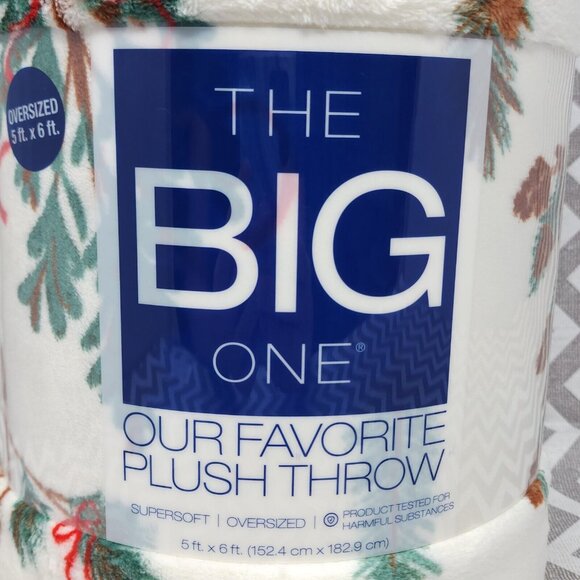 OVERSIZED
5 ft. x 6 ft.
THE
BIG
ONE®
OUR FAVORITE
PLUSH THROW
SUPERSOFT | OVERSIZED | PRODUCT TESTED FOR
HARMFUL SUBSTANCES
5 ft. x 6 ft. (152.4 cm x 182.9 cm)